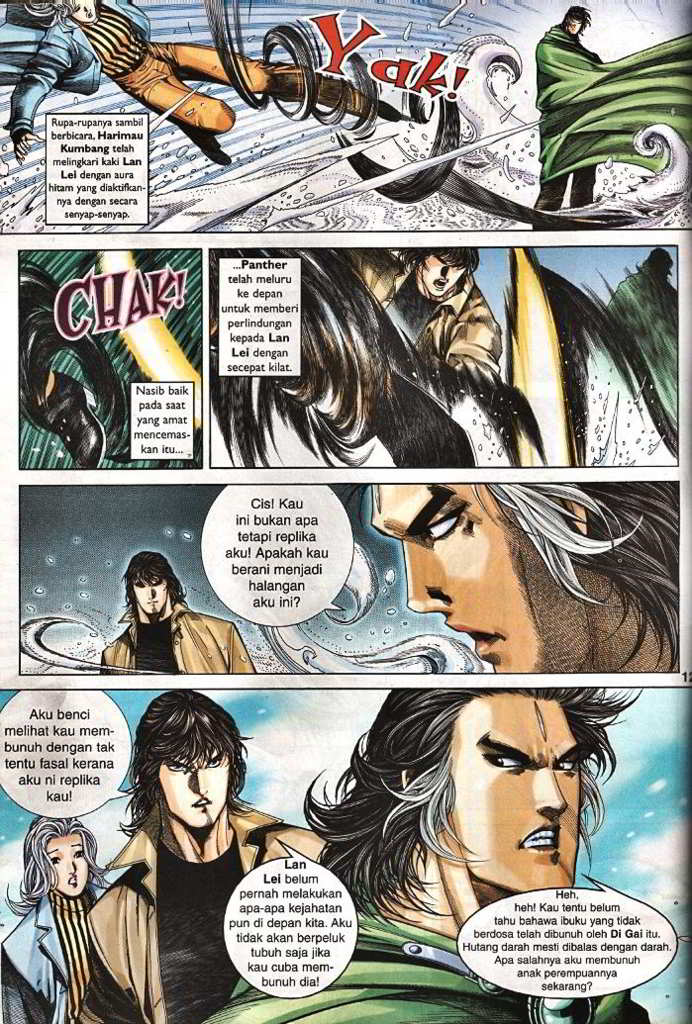 Yak!
Rupa-rupanya sambil
berbicara, Harimau
Kumbang telah
melingkari kaki Lan
Lei dengan aura
hitam yang diaktifkan-
nya dengan secara
senyap-senyap.
CHAK!
Nasib baik
pada saat
yang amat
mencemas-
kan itu...
...Panther
telah meluru
ke depan
untuk memberi
perlindungan
kepada Lan
Lei dengan
secepat kilat.
Cis! Kau
ini bukan apa
tetapi replika
aku! Apakah kau
berani menjadi
halangan
aku ini?
12
Aku benci
melihat kau mem-
bunuh dengan tak
tentu fasal kerana
aku ni replika
kau!
Lan
Lei belum
pernah melakukan
apa-apa kejahatan
pun di depan kita. Aku
tidak akan berpeluk
tubuh saja jika
kau cuba mem-
bunuh dia!
Heh,
heh! Kau tentu belum
tahu bahawa ibuku yang tidak
berdosa telah dibunuh oleh Di Gai itu.
Hutang darah mesti dibalas dengan darah.
Apa salahnya aku membunuh
anak perempuannya
sekarang?